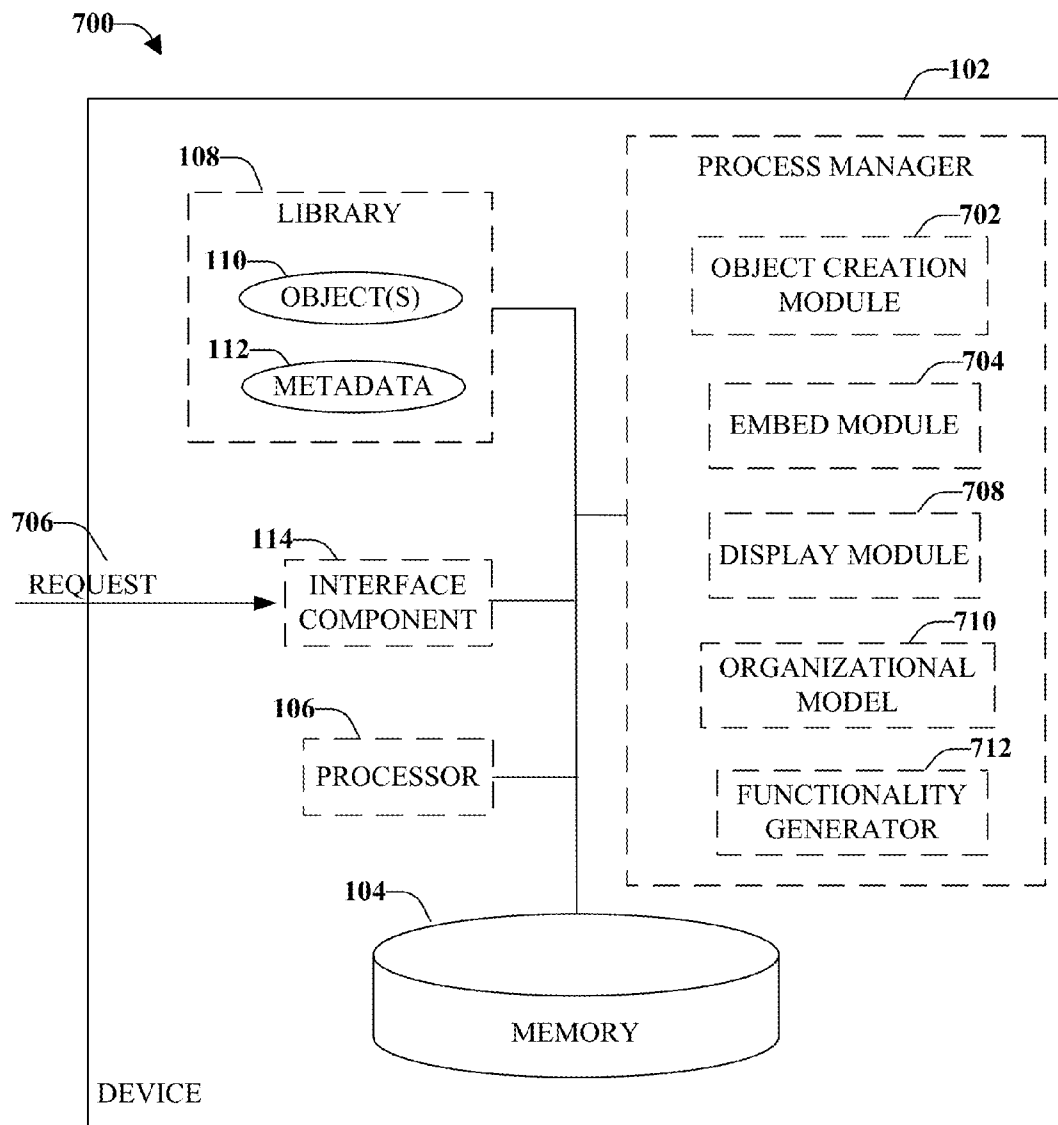 700
102
108
LIBRARY
110
OBJECT(S)
112
METADATA
PROCESS MANAGER
702
OBJECT CREATION
MODULE
704
EMBED MODULE
708
DISPLAY MODULE
710
ORGANIZATIONAL
MODEL
712
FUNCTIONALITY
GENERATOR
706
REQUEST
114
INTERFACE
COMPONENT
106
PROCESSOR
104
MEMORY
DEVICE